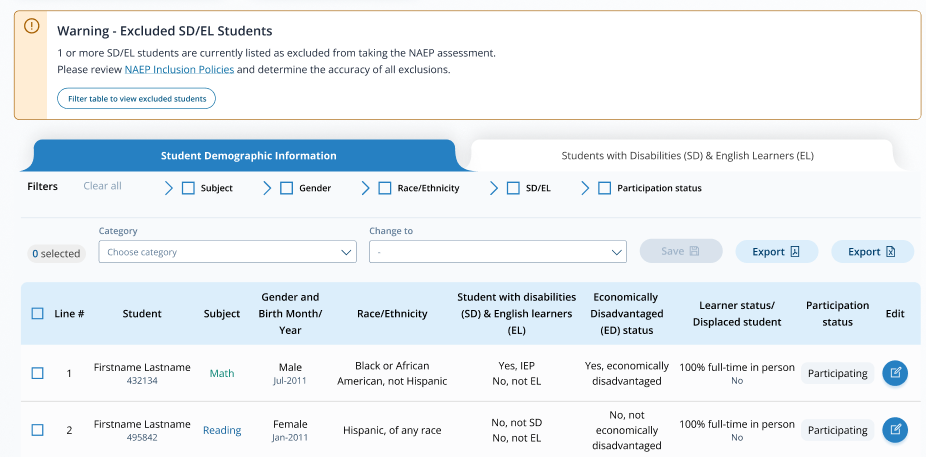 Warning - Excluded SD/EL Students
1 or more SD/EL students are currently listed as excluded from taking the NAEP assessment.
Please review NAEP Inclusion Policies and determine the accuracy of all exclusions.
Filter table to view excluded students
Student Demographic Information
Students with Disabilities (SD) & English Learners (EL)
Filters
Clear all
Subject
Gender
Race/Ethnicity
SD/EL
Participation status
Category
Change to
0 selected
Choose category
-
Save
Export
Export
Line #
Student
Subject
Gender and
Birth Month/
Year
Race/Ethnicity
Student with disabilities
(SD) & English learners
(EL)
Economically
Disadvantaged
(ED) status
Learner status/
Displaced student
Participation
status
Edit
1
Firstname Lastname
432134
Math
Male
Jul-2011
Black or African
American, not Hispanic
Yes, IEP
No, not EL
Yes, economically
disadvantaged
100% full-time in person
No
Participating
2
Firstname Lastname
495842
Reading
Female
Jan-2011
Hispanic, of any race
No, not SD
No, not EL
No, not
economically
disadvantaged
100% full-time in person
No
Participating